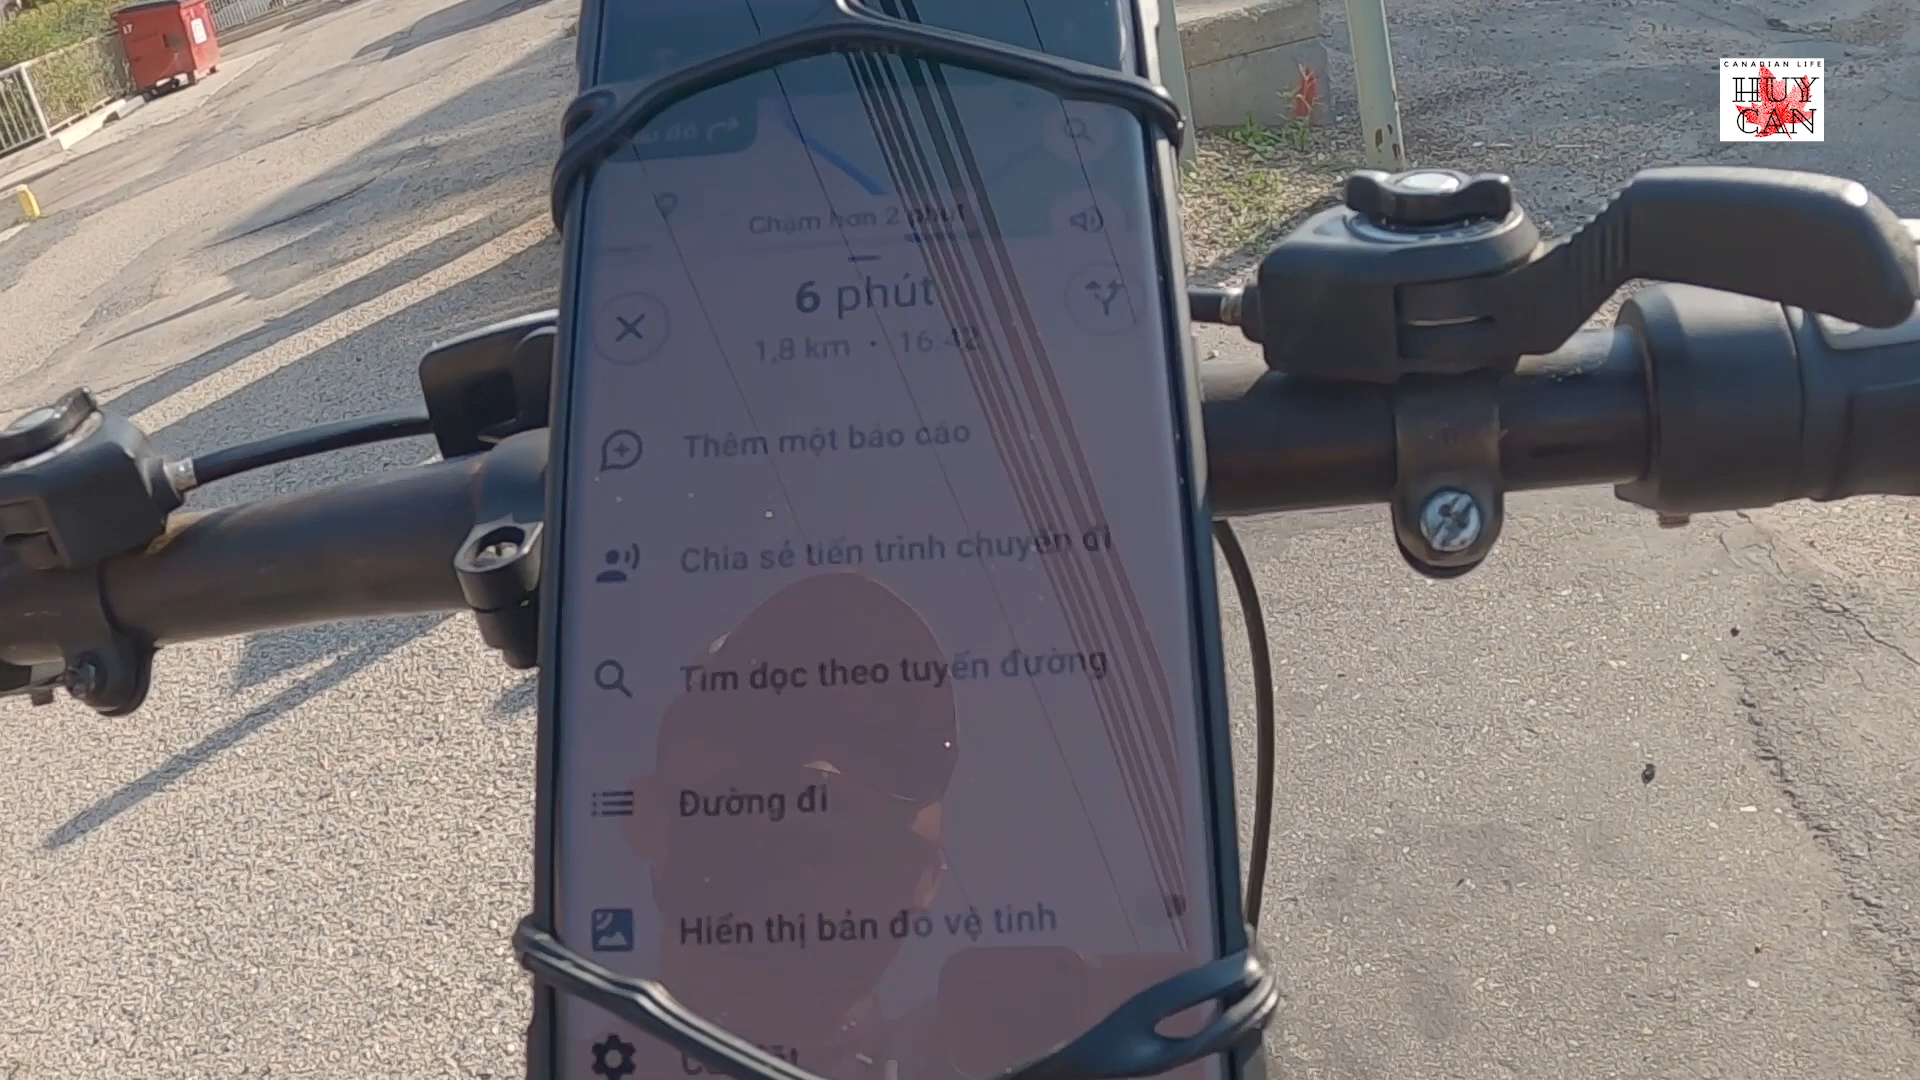 CANADIAN LIFE
HUY
CAN
Chậm hơn 2 phút
6 phút
1,8 km · 16:42
Thêm một báo cáo
Chia sẻ tiến trình chuyến đi
Tìm dọc theo tuyến đường
Đường đi
Hiển thị bản đồ vệ tinh